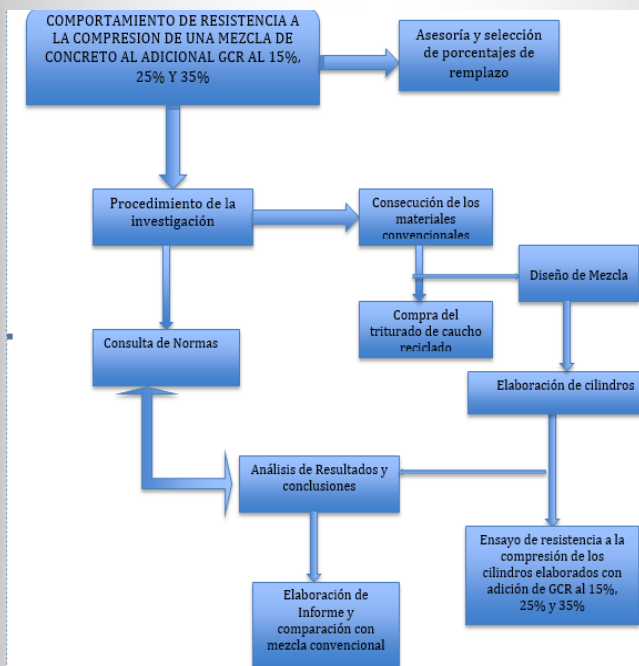 COMPORTAMIENTO DE RESISTENCIA A
LA COMPRESION DE UNA MEZCLA DE
CONCRETO AL ADICIONAL GCR AL 15%,
25% Y 35%
Asesoría y selección
de porcentajes de
remplazo
Procedimiento de la
investigación
Consecución de los
materiales
convencionales
Diseño de Mezcla
Compra del
triturado de caucho
reciclado
Consulta de Normas
Elaboración de cilindros
Análisis de Resultados y
conclusiones
Ensayo de resistencia a la
compresión de los
cilindros elaborados con
adición de GCR al 15%,
25% y 35%
Elaboración de
Informe y
comparación con
mezcla convencional